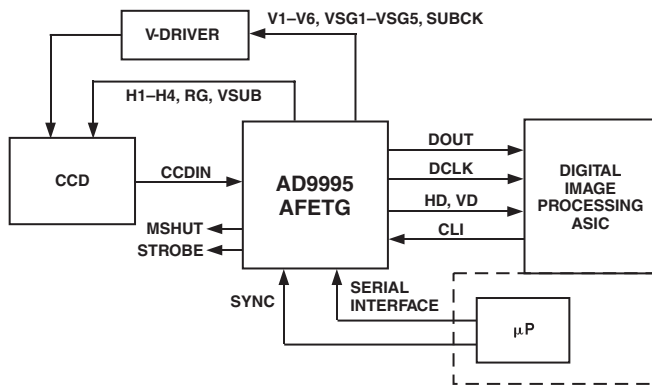 V1–V6, VSG1–VSG5, SUBCK
V-DRIVER
H1–H4, RG, VSUB
CCD
CCDIN
AD9995
AFETG
MSHUT
STROBE
DOUT
DCLK
HD, VD
CLI
DIGITAL
IMAGE
PROCESSING
ASIC
SYNC
SERIAL
INTERFACE
μP